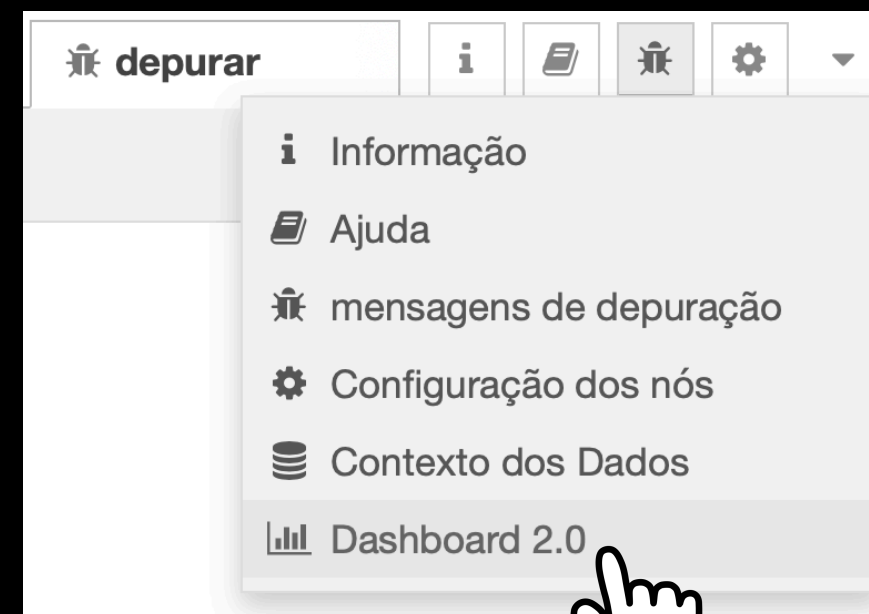 depurar
Informação
Ajuda
mensagens de depuração
Configuração dos nós
Contexto dos Dados
Dashboard 2.0